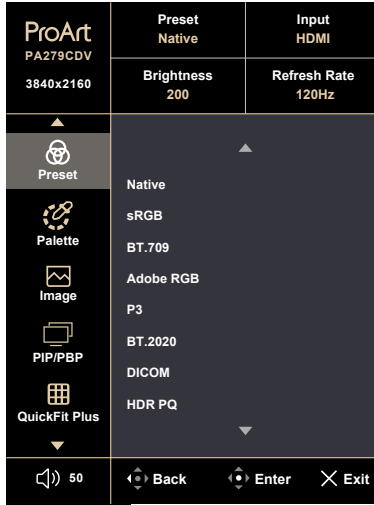 ProArt
PA279CDV
3840x2160
Preset
Native
Input
HDMI
Brightness
200
Refresh Rate
120Hz
Preset
Palette
Image
PIP/PBP
QuickFit Plus
Native
sRGB
BT.709
Adobe RGB
P3
BT.2020
DICOM
HDR PQ
50
Back
Enter
Exit